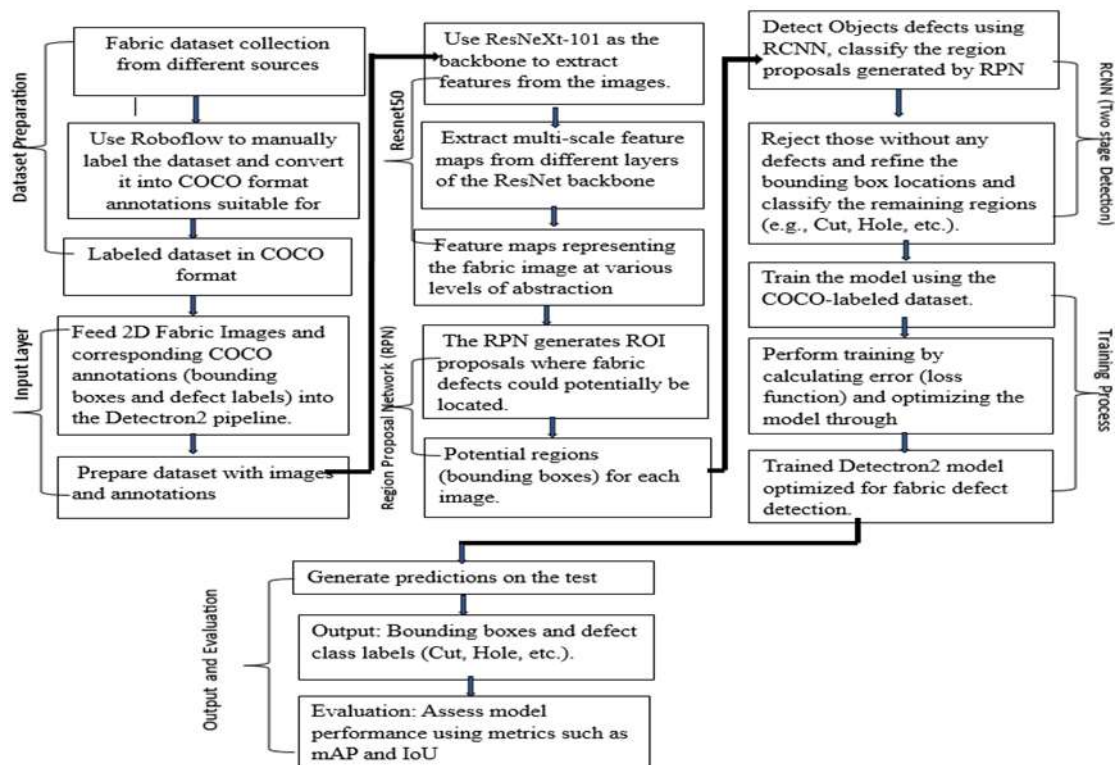 Dataset Preparation
Fabric dataset collection
from different sources
Use Roboflow to manually
label the dataset and convert
it into COCO format
annotations suitable for
Labeled dataset in COCO
format
Input Layer
Feed 2D Fabric Images and
corresponding COCO
annotations (bounding
boxes and defect labels) into
the Detectron2 pipeline.
Prepare dataset with images
and annotations
Resnet50
Use ResNeXt-101 as the
backbone to extract
features from the images.
Extract multi-scale feature
maps from different layers
of the ResNet backbone
Feature maps representing
the fabric image at various
levels of abstraction
Region Proposal Network (RPN)
The RPN generates ROI
proposals where fabric
defects could potentially be
located.
Potential regions
(bounding boxes) for each
image.
Detect Objects defects using
RCNN, classify the region
proposals generated by RPN
Reject those without any
defects and refine the
bounding box locations and
classify the remaining regions
(e.g., Cut, Hole, etc.).
RCNN (Two stage Detection)
Train the model using the
COCO-labeled dataset.
Perform training by
calculating error (loss
function) and optimizing the
model through
Trained Detectron2 model
optimized for fabric defect
detection.
Training Process
Output and Evaluation
Generate predictions on the test
Output: Bounding boxes and defect
class labels (Cut, Hole, etc.).
Evaluation: Assess model
performance using metrics such as
mAP and IoU